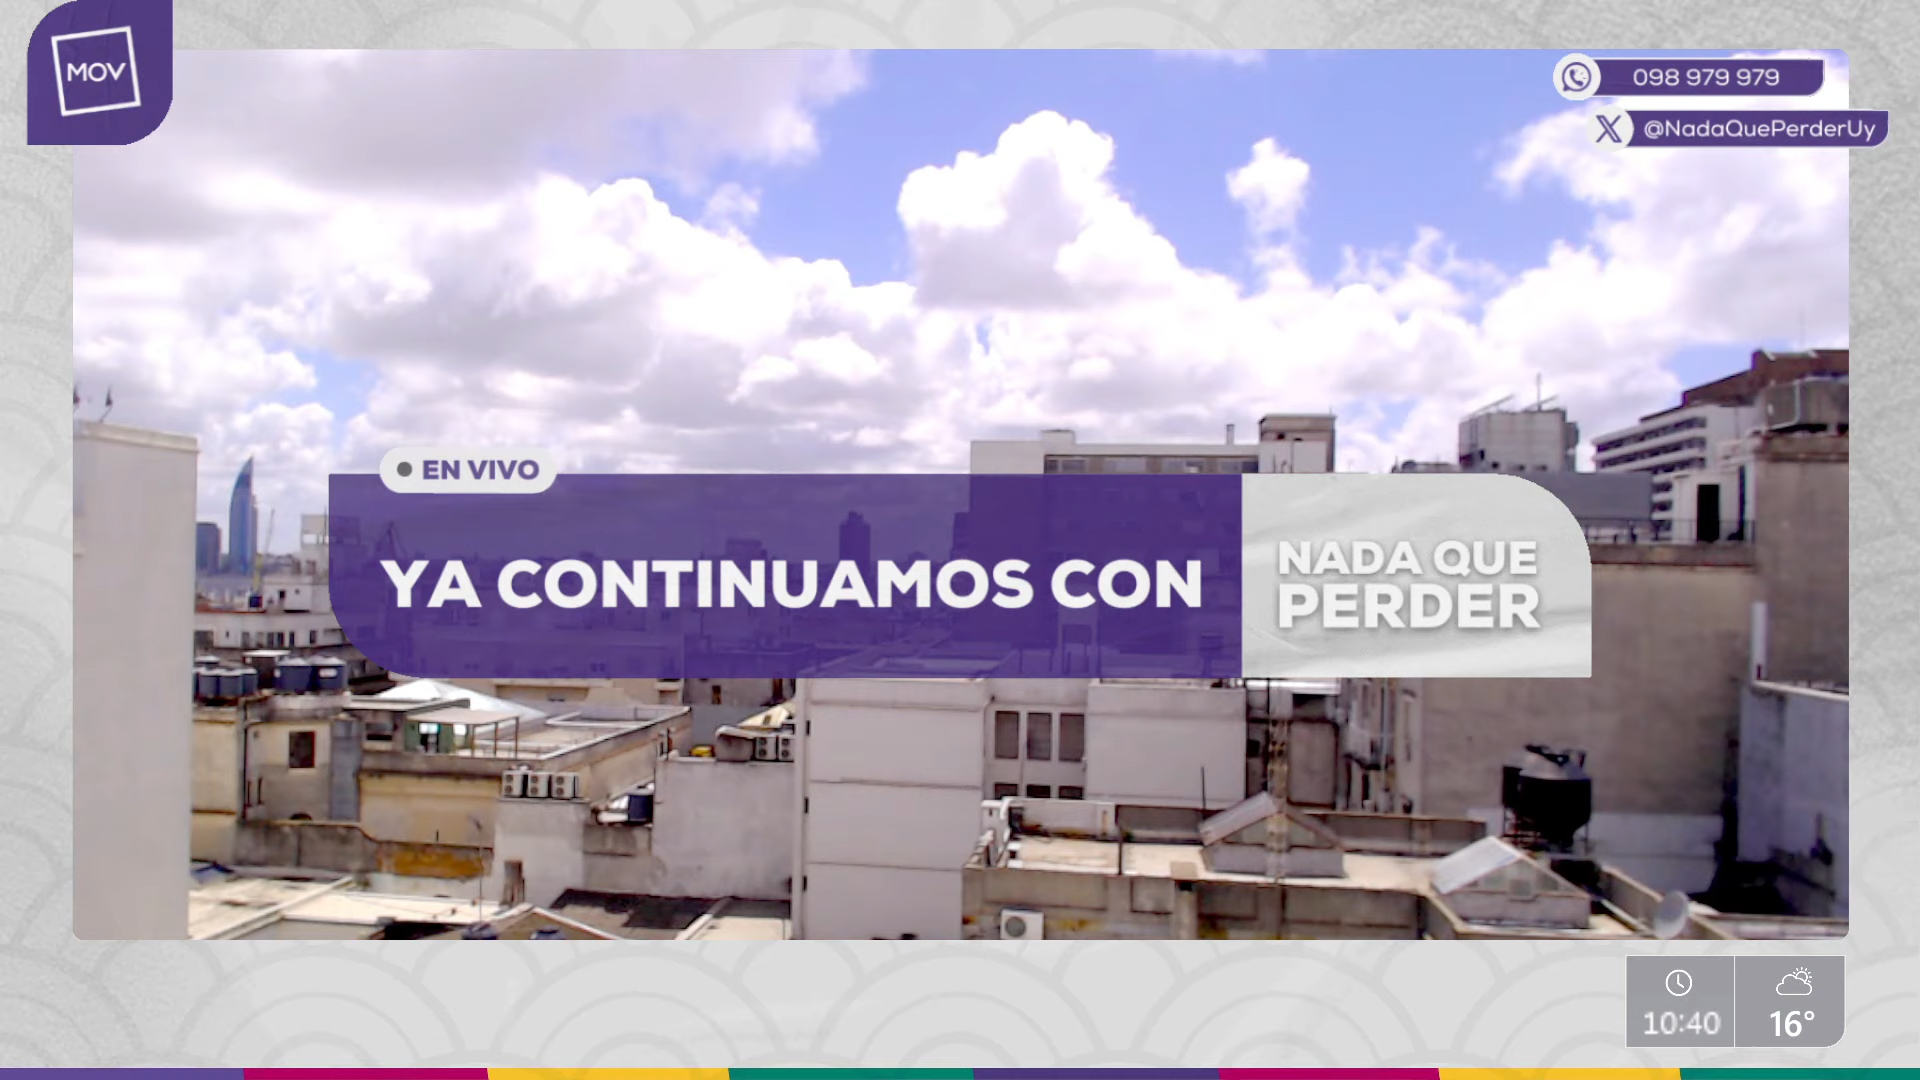 MOV
098 979 979
@NadaQuePerderUy
EN VIVO
YA CONTINUAMOS CON
NADA QUE
PERDER
10:40
16°